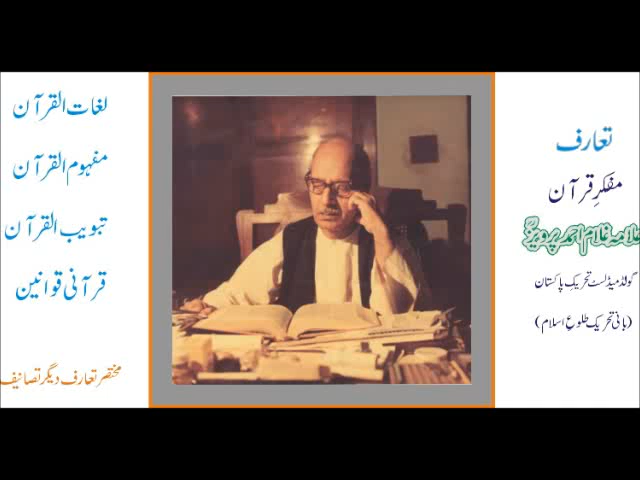 تعارف
مفکرِ قرآن
علامہ غلام احمد پرویزؒ
گولڈ میڈلسٹ تحریکِ پاکستان
(بانی تحریک طلوعِ اسلام)
لغات القرآن
مفہوم القرآن
تبویب القرآن
قرآنی قوانین
مختصر تعارف دیگر تصانیف